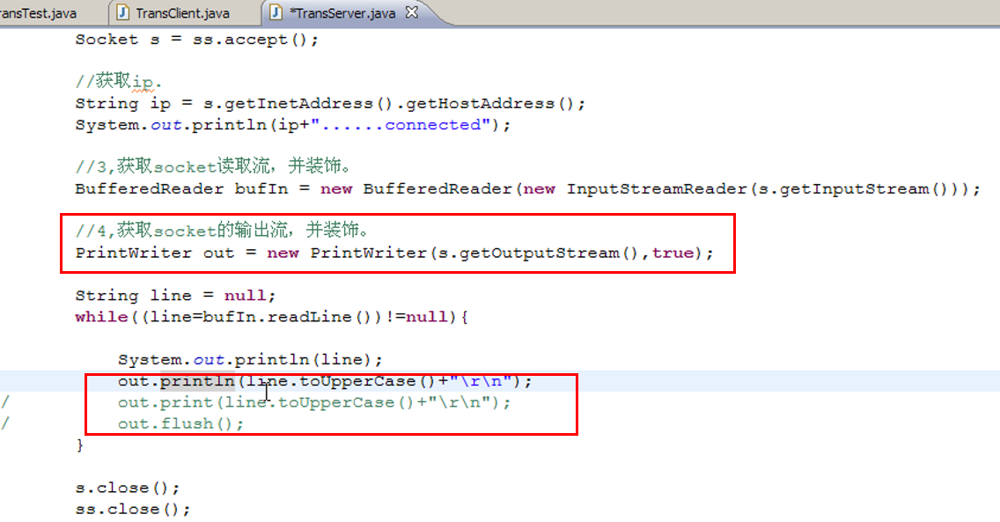 ransTest.java TransClient.java *TransServer.java
Socket s = ss.accept();
//获取ip.
String ip = s.getInetAddress().getHostAddress();
System.out.println(ip+"......connected");
//3,获取socket读取流，并装饰。
BufferedReader bufIn = new BufferedReader(new InputStreamReader(s.getInputStream()));
//4,获取socket的输出流，并装饰。
PrintWriter out = new PrintWriter(s.getOutputStream(),true);
String line = null;
while((line=bufIn.readLine())!=null){
System.out.println(line);
out.println(line.toUpperCase()+"\r\n");
/ out.print(line.toUpperCase()+"\r\n");
/ out.flush();
}
s.close();
ss.close();